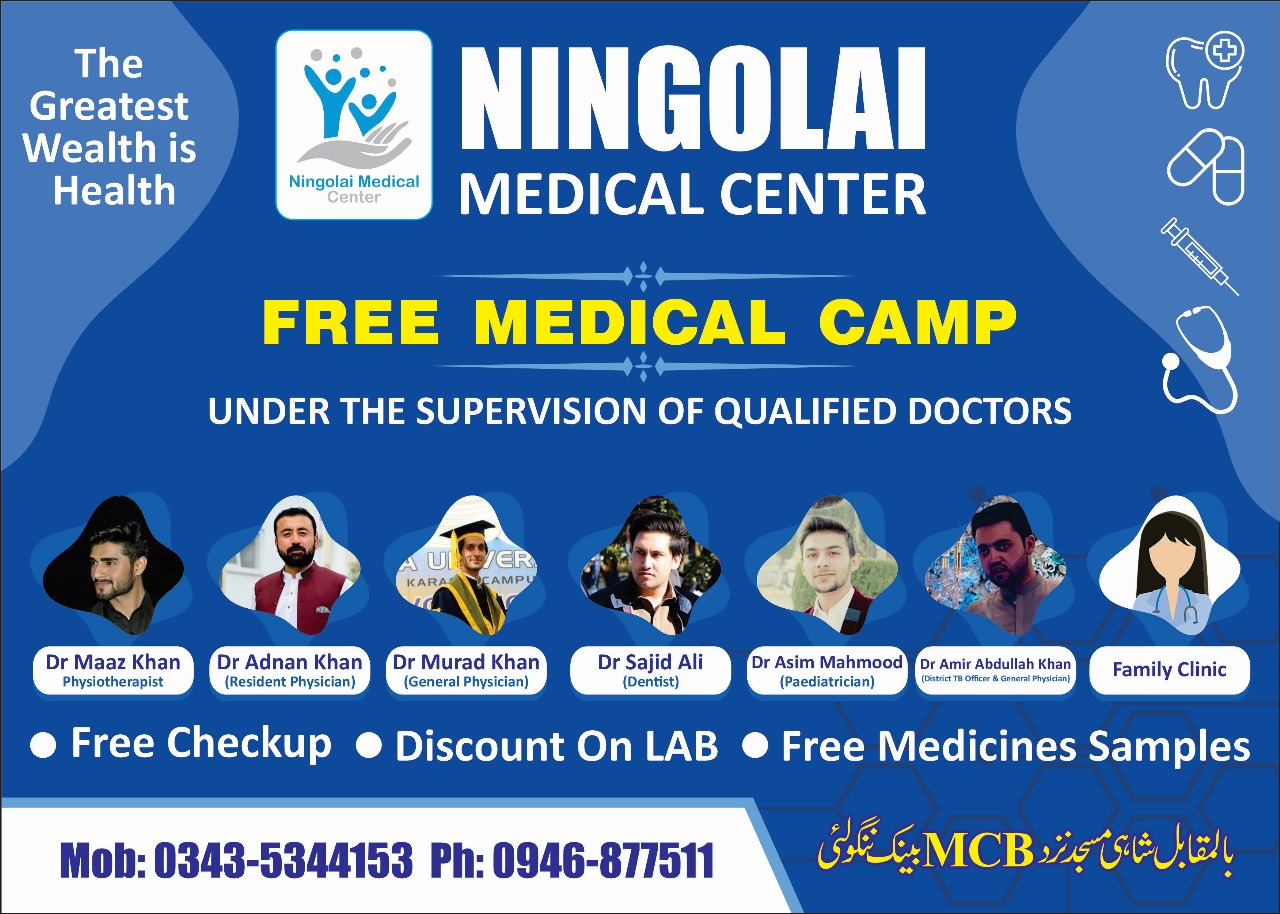 The
Greatest
Wealth is
Health
Ningolai Medical
Center
NINGOLAI
MEDICAL CENTER
FREE MEDICAL CAMP
UNDER THE SUPERVISION OF QUALIFIED DOCTORS
A UNIVER
KARA CAMPU
Dr Maaz Khan
Physiotherapist
Dr Adnan Khan
(Resident Physician)
Dr Murad Khan
(General Physician)
Dr Sajid Ali
(Dentist)
Dr Asim Mahmood
(Paediatrician)
Dr Amir Abdullah Khan
(District TB Officer & General Physician)
Family Clinic
● Free Checkup ● Discount On LAB ● Free Medicines Samples
Mob: 0343-5344153 Ph: 0946-877511
بالمقابل شاہی مسجد نزد MCB بینک ننگولئی